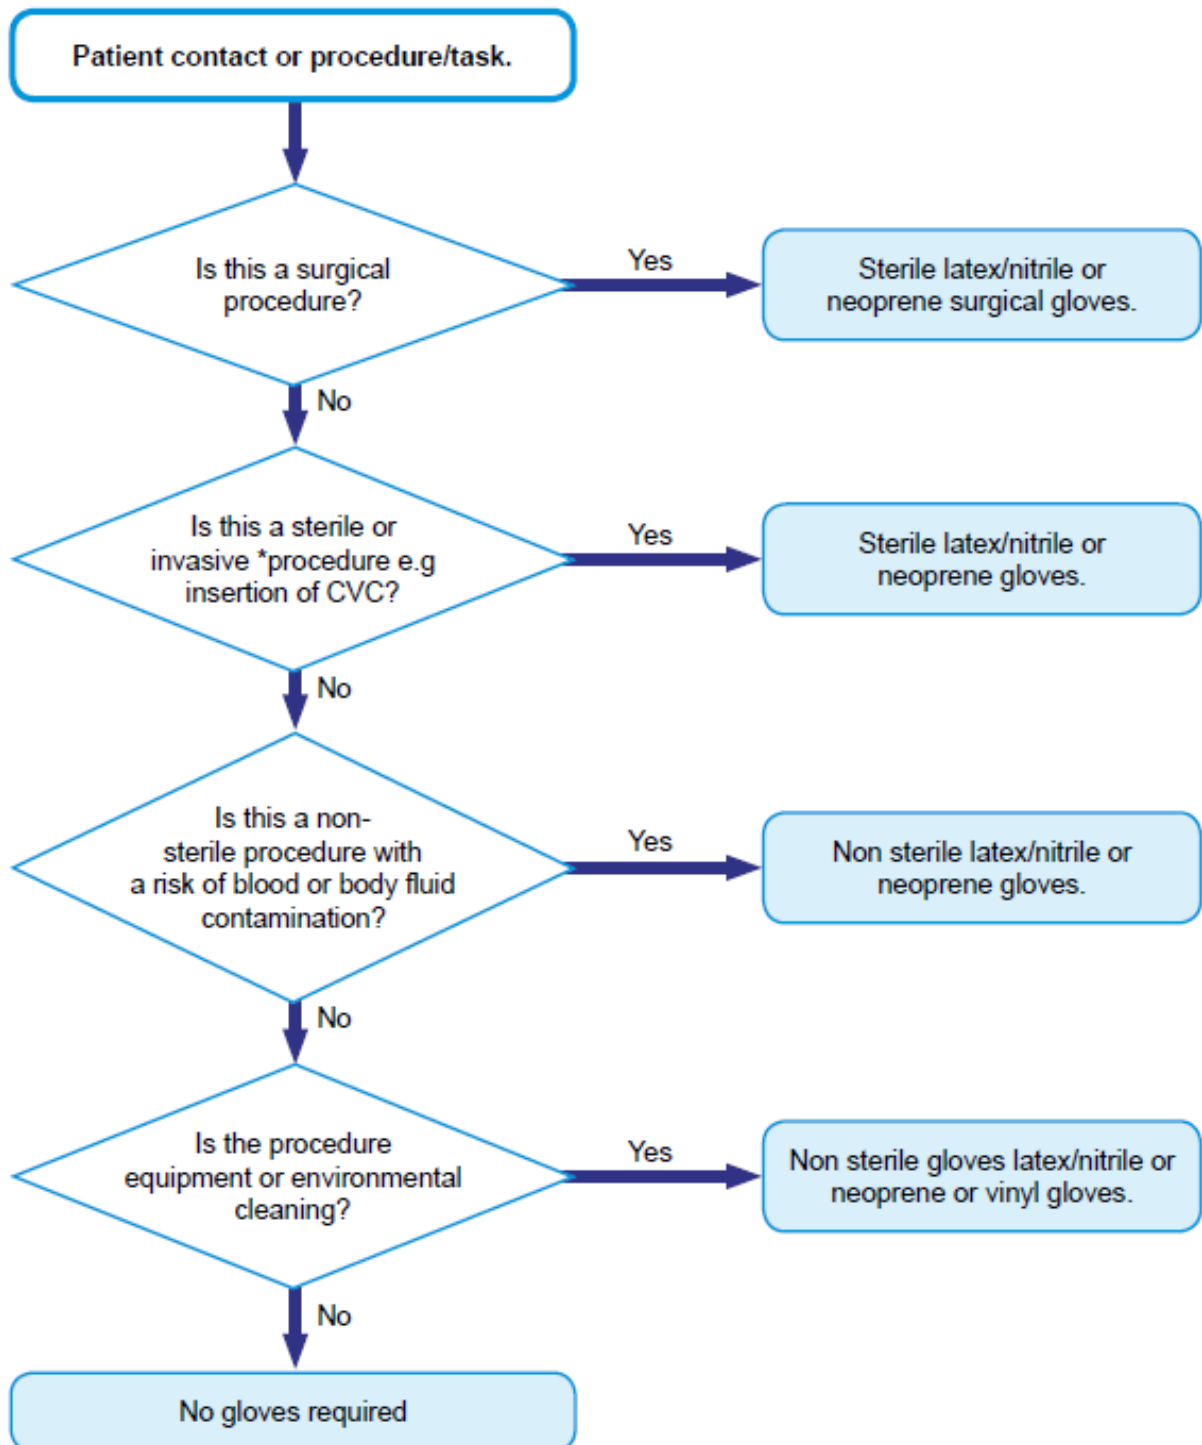 Patient contact or procedure/task.
Is this a surgical
procedure?
Yes
Sterile latex/nitrile or
neoprene surgical gloves.
No
Is this a sterile or
invasive *procedure e.g
insertion of CVC?
Yes
Sterile latex/nitrile or
neoprene gloves.
No
Is this a non-
sterile procedure with
a risk of blood or body fluid
contamination?
Yes
Non sterile latex/nitrile or
neoprene gloves.
No
Is the procedure
equipment or environmental
cleaning?
Yes
Non sterile gloves latex/nitrile or
neoprene or vinyl gloves.
No
No gloves required